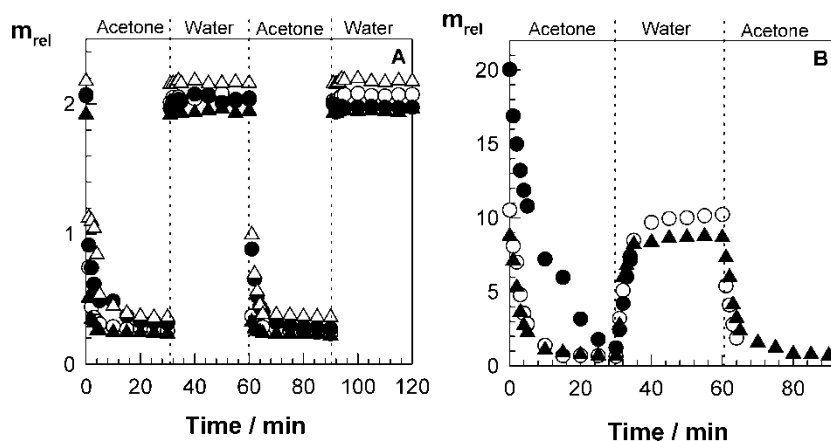 m_rel
Acetone Water Acetone Water
A
2
1
0
0 20 40 60 80 100 120
Time / min
m_rel
Acetone Water Acetone
B
20
15
10
5
0
0 20 40 60 80
Time / min